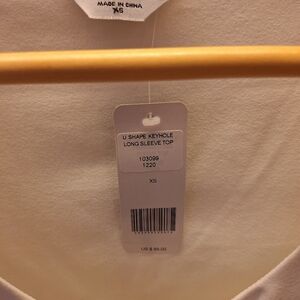 MADE IN CHINA
XS
U SHAPE KEYHOLE
LONG SLEEVE TOP
103099
1220
XS